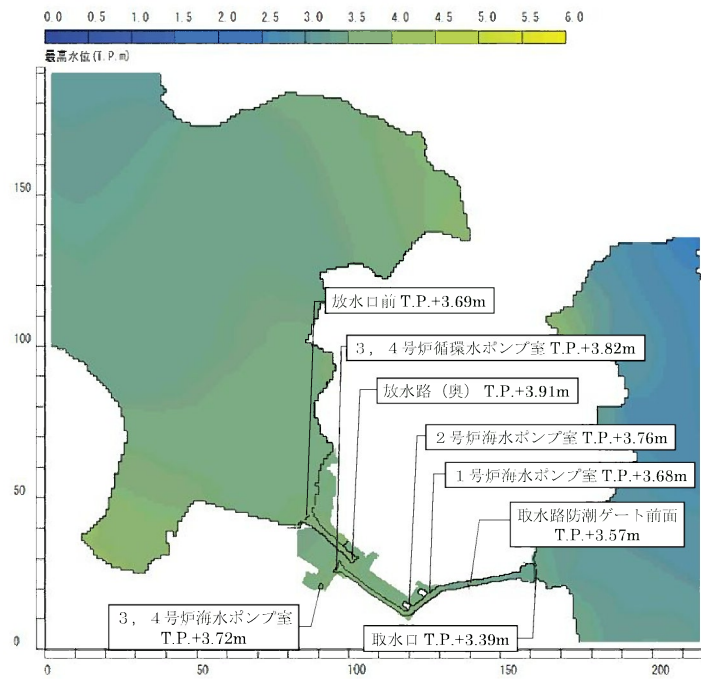 0.0 0.5 1.0 1.5 2.0 2.5 3.0 3.5 4.0 4.5 5.0 5.5 6.0
最高水位(T.P.m)
150
100
50
0
放水口前 T.P.+3.69m
3，4号炉循環水ポンプ室 T.P.+3.82m
放水路（奥） T.P.+3.91m
2号炉海水ポンプ室 T.P.+3.76m
1号炉海水ポンプ室 T.P.+3.68m
取水路防潮ゲート前面
T.P.+3.57m
3，4号炉海水ポンプ室
T.P.+3.72m
取水口 T.P.+3.39m
0 50 100 150 200